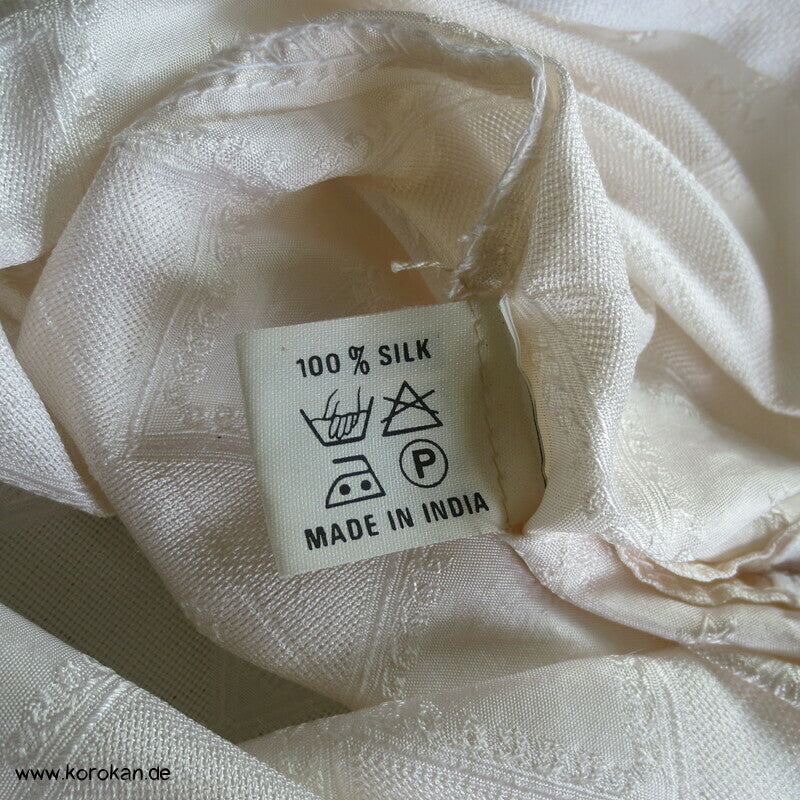 100 % SILK
P
MADE IN INDIA
www.korokan.de